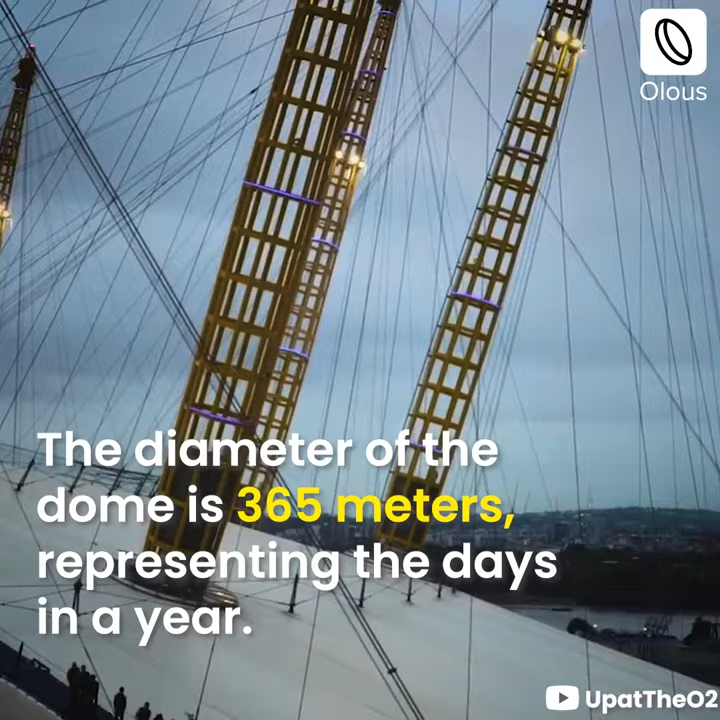 Olous
The diameter of the
dome is 365 meters,
representing the days
in a year.
UpatTheO2